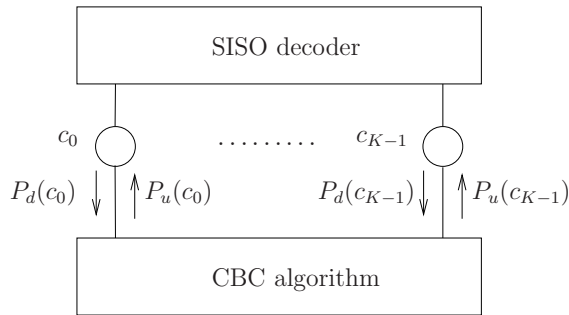 SISO decoder
c_0 ......... c_{K-1}
P_d(c_0) P_u(c_0) P_d(c_{K-1}) P_u(c_{K-1})
CBC algorithm